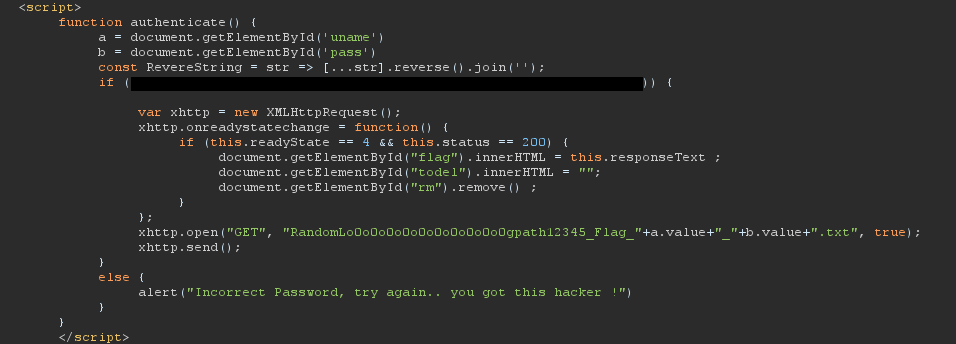 <script>
function authenticate() {
a = document.getElementById('uname')
b = document.getElementById('pass')
const RevereString = str => [...str].reverse().join('');
if ( )) {
var xhttp = new XMLHttpRequest();
xhttp.onreadystatechange = function() {
if (this.readyState == 4 && this.status == 200) {
document.getElementById("flag").innerHTML = this.responseText ;
document.getElementById("todel").innerHTML = "";
document.getElementById("rm").remove() ;
}
};
xhttp.open("GET", "RandomLoOoOoOoOoOoOoOoOoOoOgpath12345_Flag_"+a.value+"_"+b.value+".txt", true);
xhttp.send();
}
else {
alert("Incorrect Password, try again.. you got this hacker !")
}
}
</script>